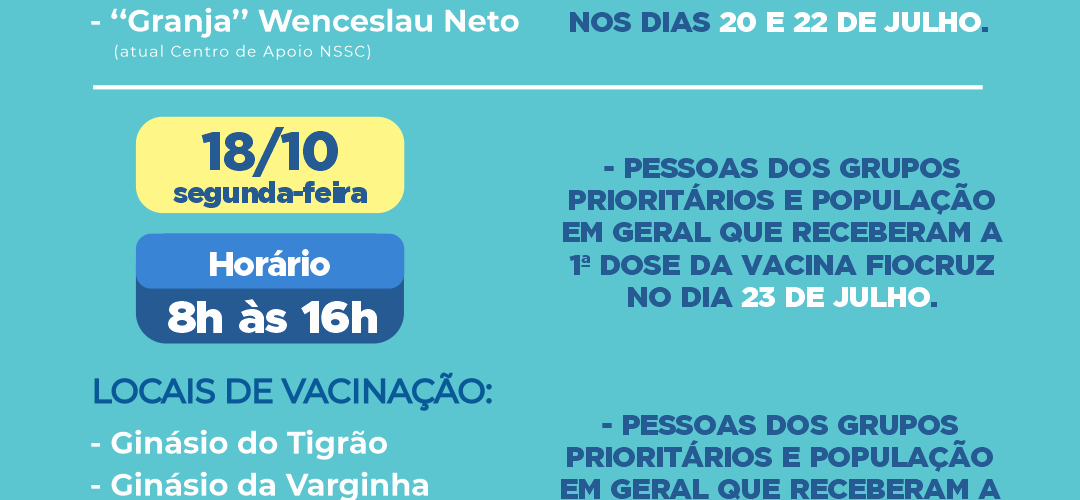 - “Granja” Wenceslau Neto
(atual Centro de Apoio NSSC)
NOS DIAS 20 E 22 DE JULHO.
18/10
segunda-feira
Horário
8h às 16h
LOCAIS DE VACINAÇÃO:
- Ginásio do Tigrão
- Ginásio da Varginha
- PESSOAS DOS GRUPOS
PRIORITÁRIOS E POPULAÇÃO
EM GERAL QUE RECEBERAM A
1ª DOSE DA VACINA FIOCRUZ
NO DIA 23 DE JULHO.
- PESSOAS DOS GRUPOS
PRIORITÁRIOS E POPULAÇÃO
EM GERAL QUE RECEBERAM A